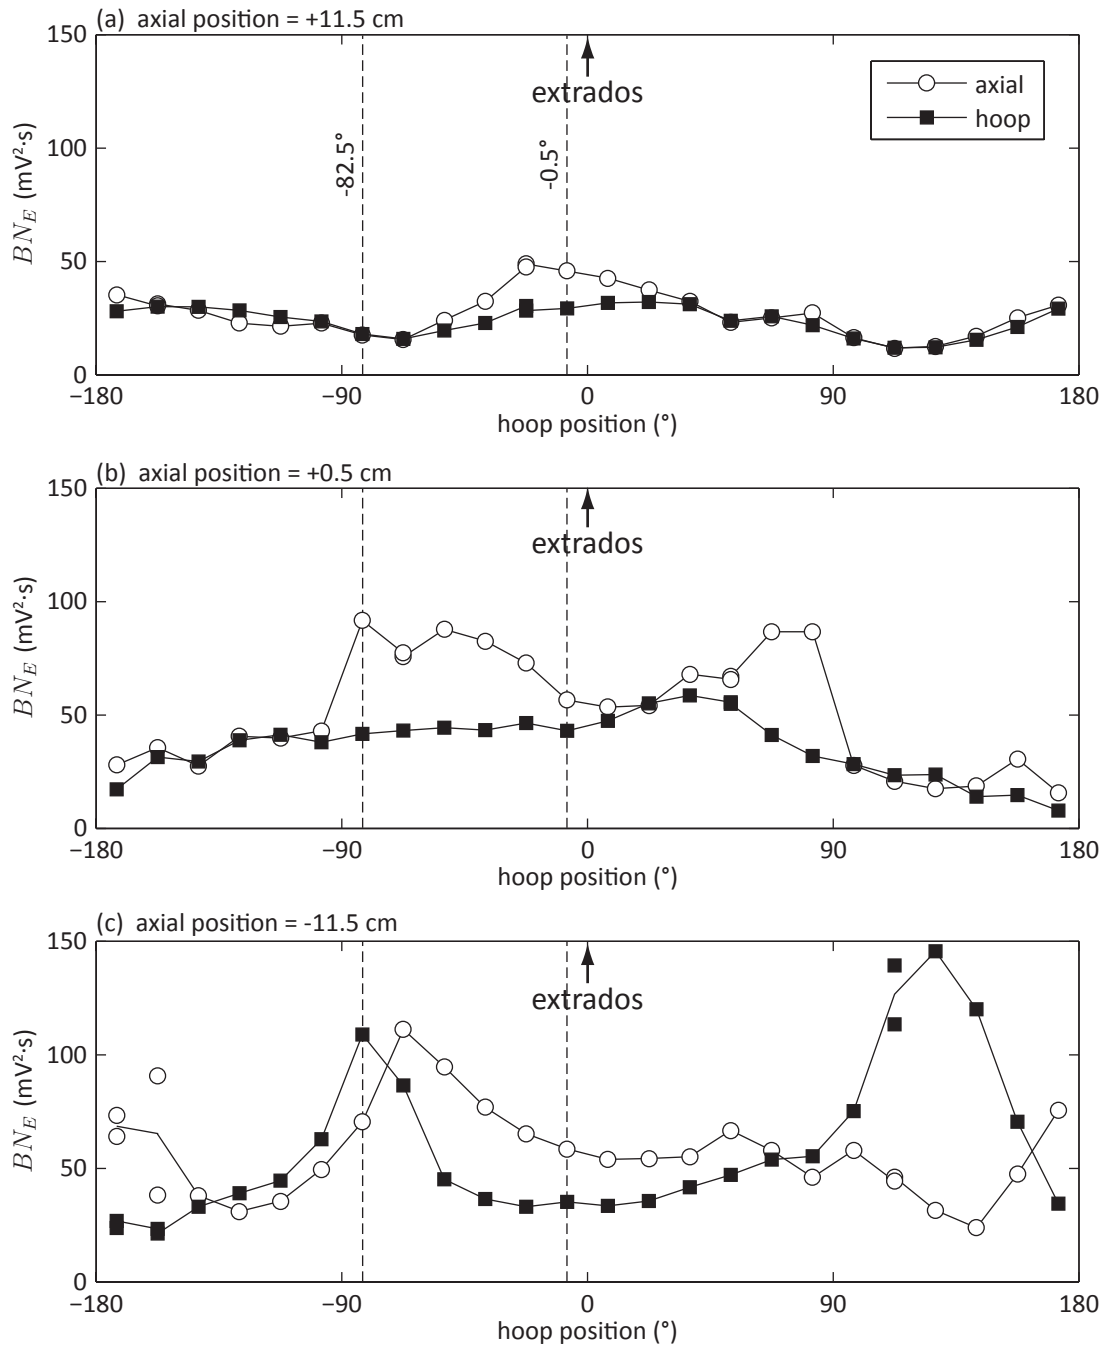 (a) axial position = +11.5 cm
150
100
50
0
BN_E (mV²·s)
-82.5°
-0.5°
extrados
axial
hoop
−180
−90
0
90
180
hoop position (°)
(b) axial position = +0.5 cm
150
100
50
0
BN_E (mV²·s)
extrados
−180
−90
0
90
180
hoop position (°)
(c) axial position = -11.5 cm
150
100
50
0
BN_E (mV²·s)
extrados
−180
−90
0
90
180
hoop position (°)